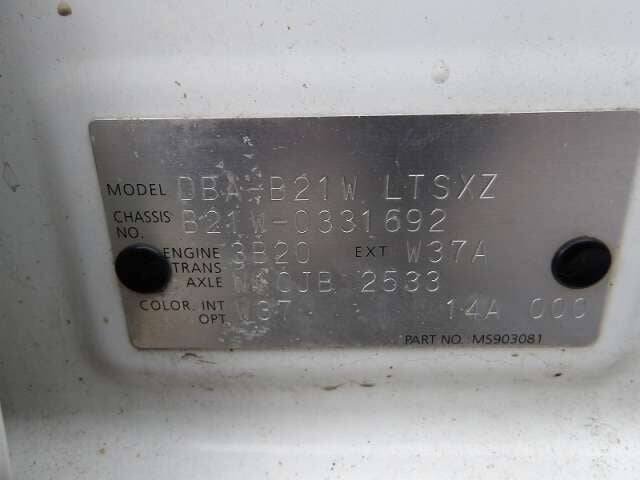 MODEL DBA-B21W LTSXZ
CHASSIS NO. B21W-0331692
ENGINE 3B20 EXT W37A
TRANS AXLE 2533
COLOR. INT W37 14A 000
OPT.
PART NO. MS903081